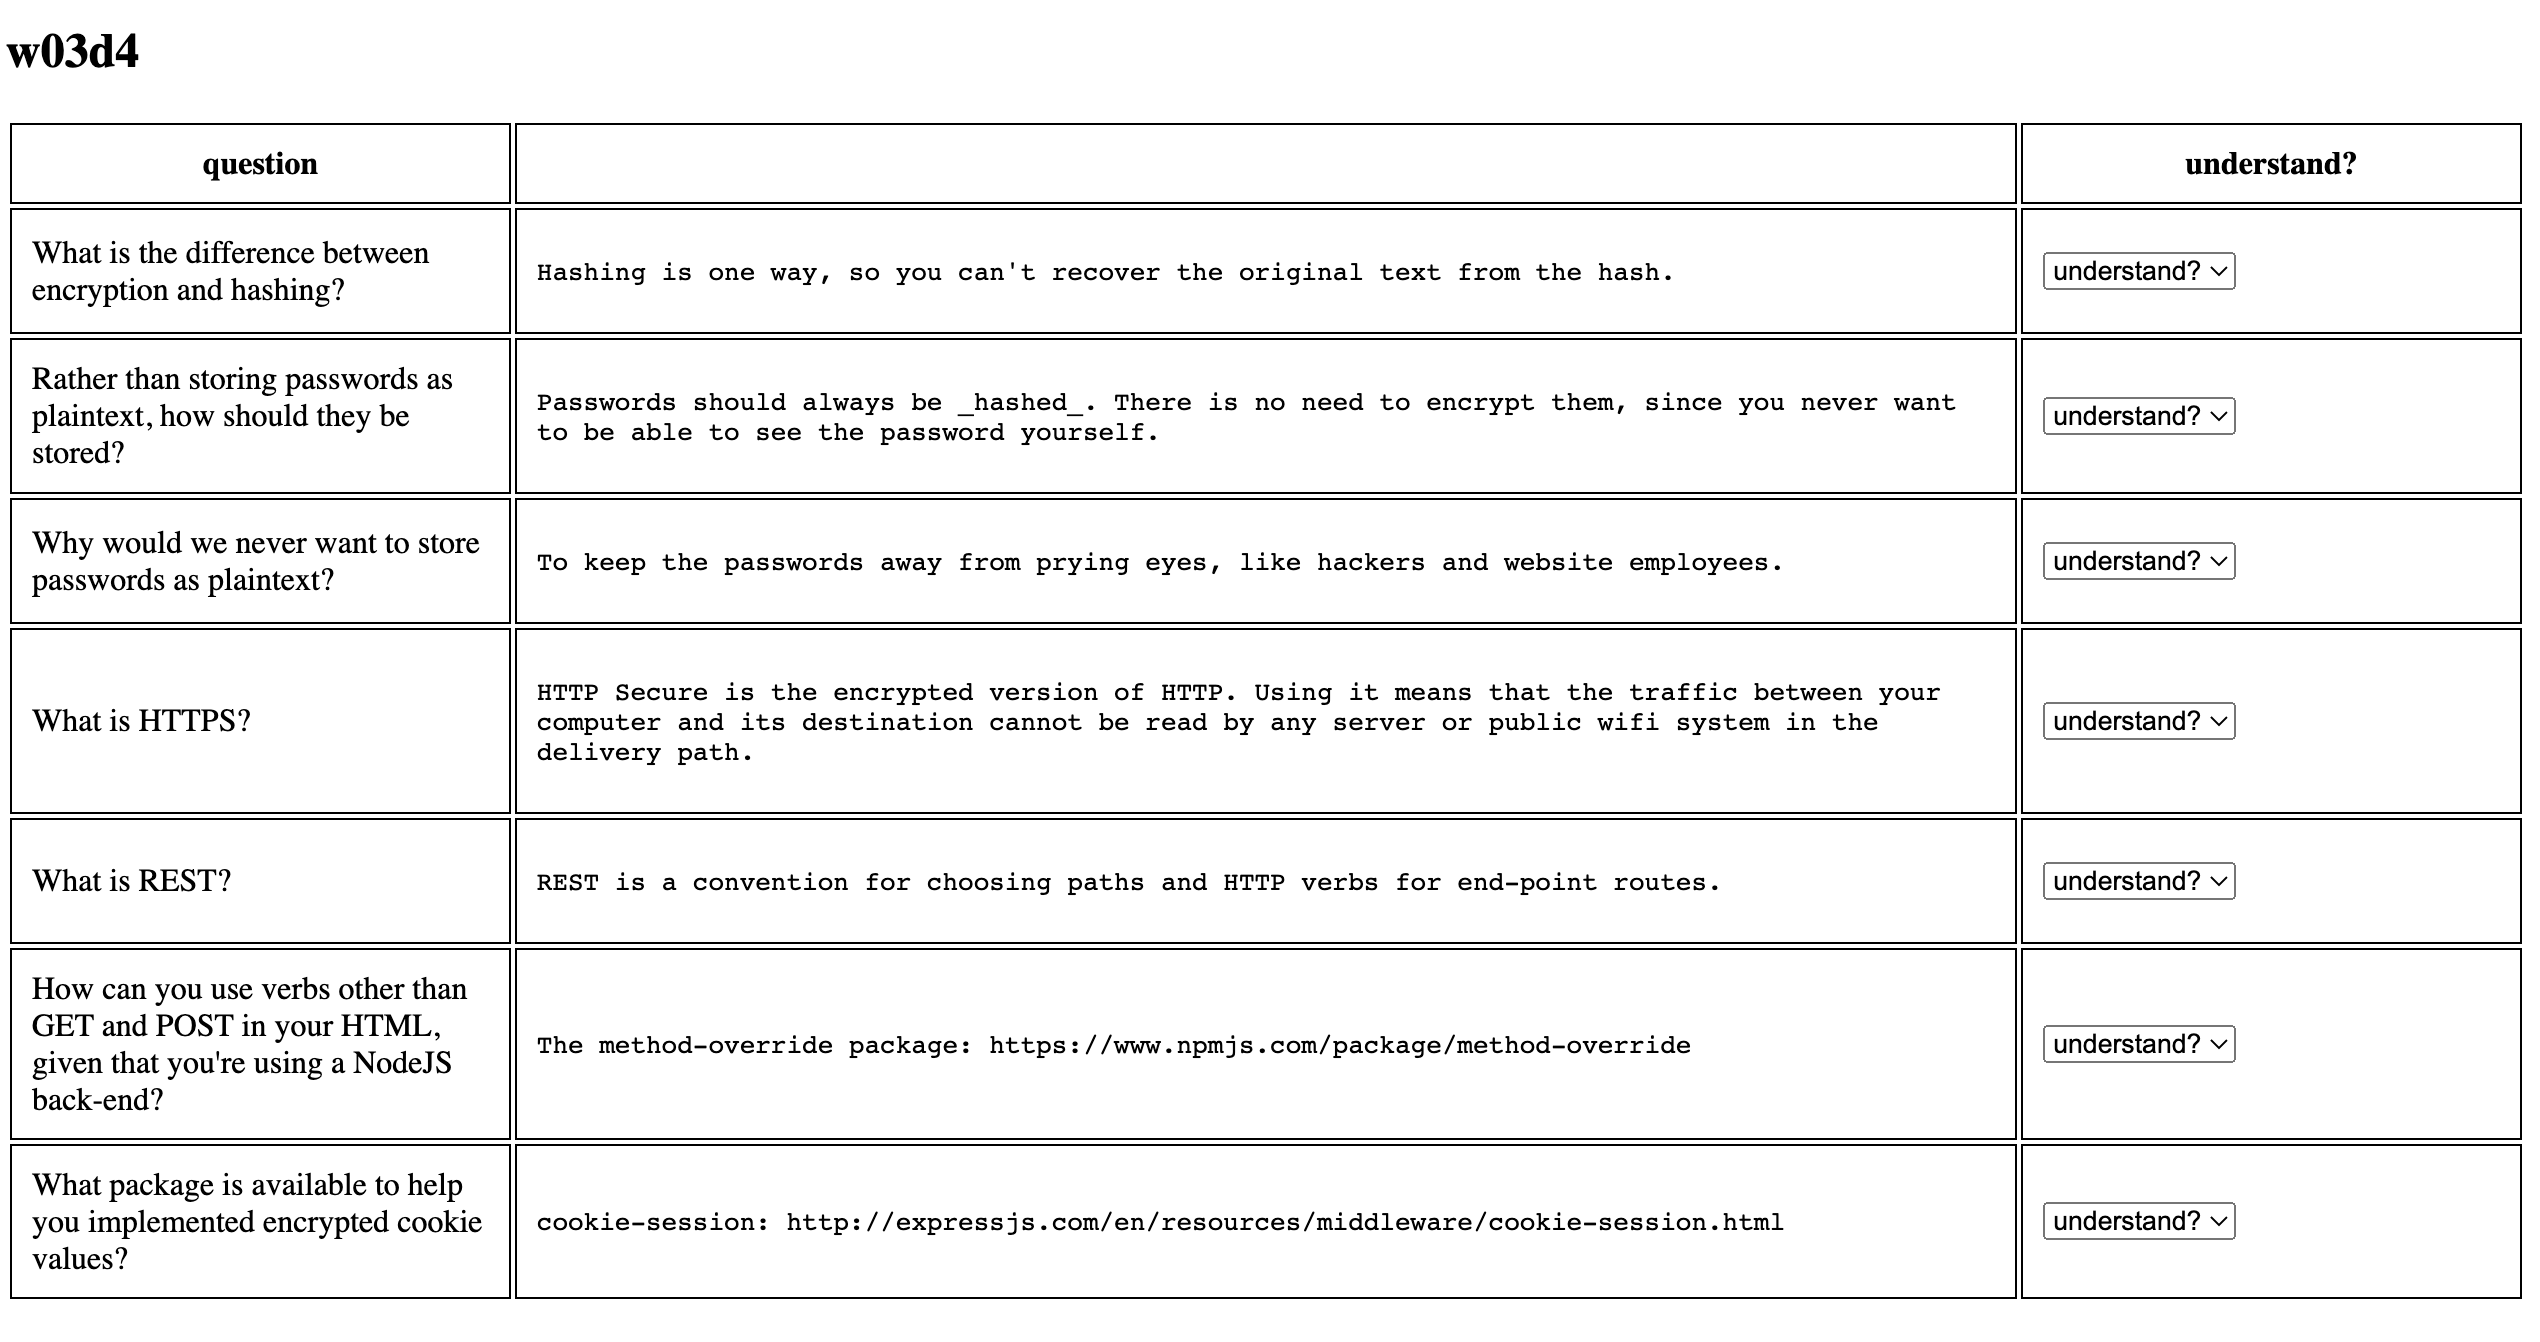 w03d4
question
understand?
What is the difference between
encryption and hashing?
Hashing is one way, so you can't recover the original text from the hash.
understand?
Rather than storing passwords as
plaintext, how should they be
stored?
Passwords should always be _hashed_. There is no need to encrypt them, since you never want
to be able to see the password yourself.
understand?
Why would we never want to store
passwords as plaintext?
To keep the passwords away from prying eyes, like hackers and website employees.
understand?
What is HTTPS?
HTTP Secure is the encrypted version of HTTP. Using it means that the traffic between your
computer and its destination cannot be read by any server or public wifi system in the
delivery path.
understand?
What is REST?
REST is a convention for choosing paths and HTTP verbs for end-point routes.
understand?
How can you use verbs other than
GET and POST in your HTML,
given that you're using a NodeJS
back-end?
The method-override package: https://www.npmjs.com/package/method-override
understand?
What package is available to help
you implemented encrypted cookie
values?
cookie-session: http://expressjs.com/en/resources/middleware/cookie-session.html
understand?